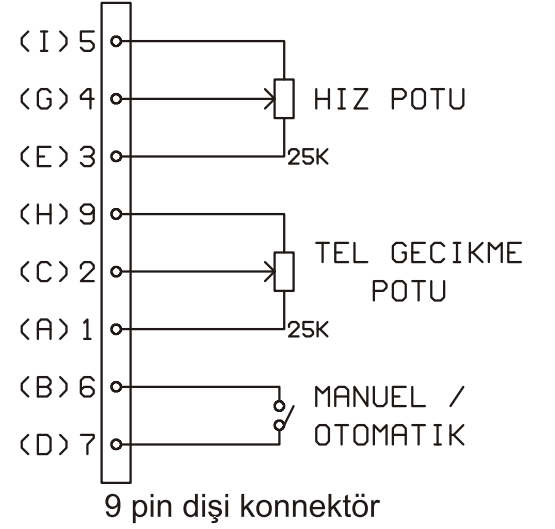 (I) 5
(G) 4 HIZ POTU
(E) 3 25K
(H) 9
(C) 2 TEL GECIKME
POTU
(A) 1 25K
(B) 6 MANUEL /
(D) 7 OTOMATIK
9 pin dişi konnektör